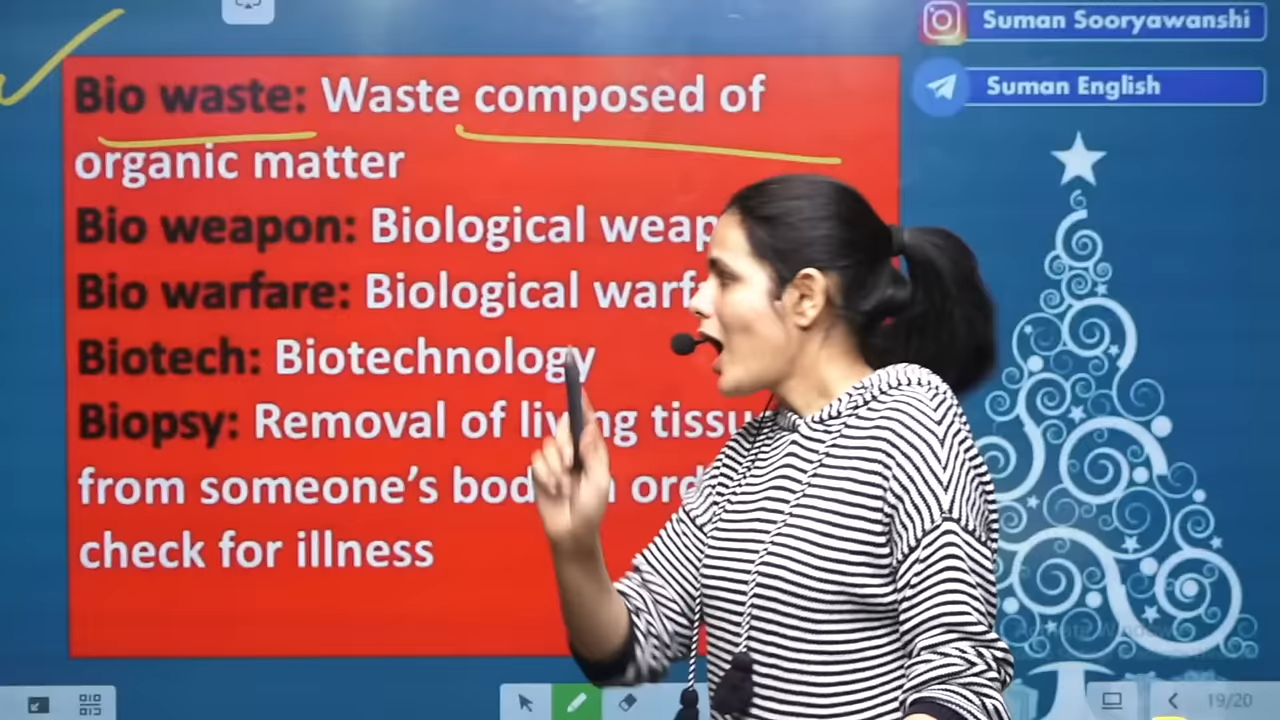 Suman Sooryawanshi
Suman English
Bio waste: Waste composed of
organic matter
Bio weapon: Biological
Bio warfare: Biological
Biotech: Biotechnology
Biopsy: Removal of living
from someone's
check for illness
19/20